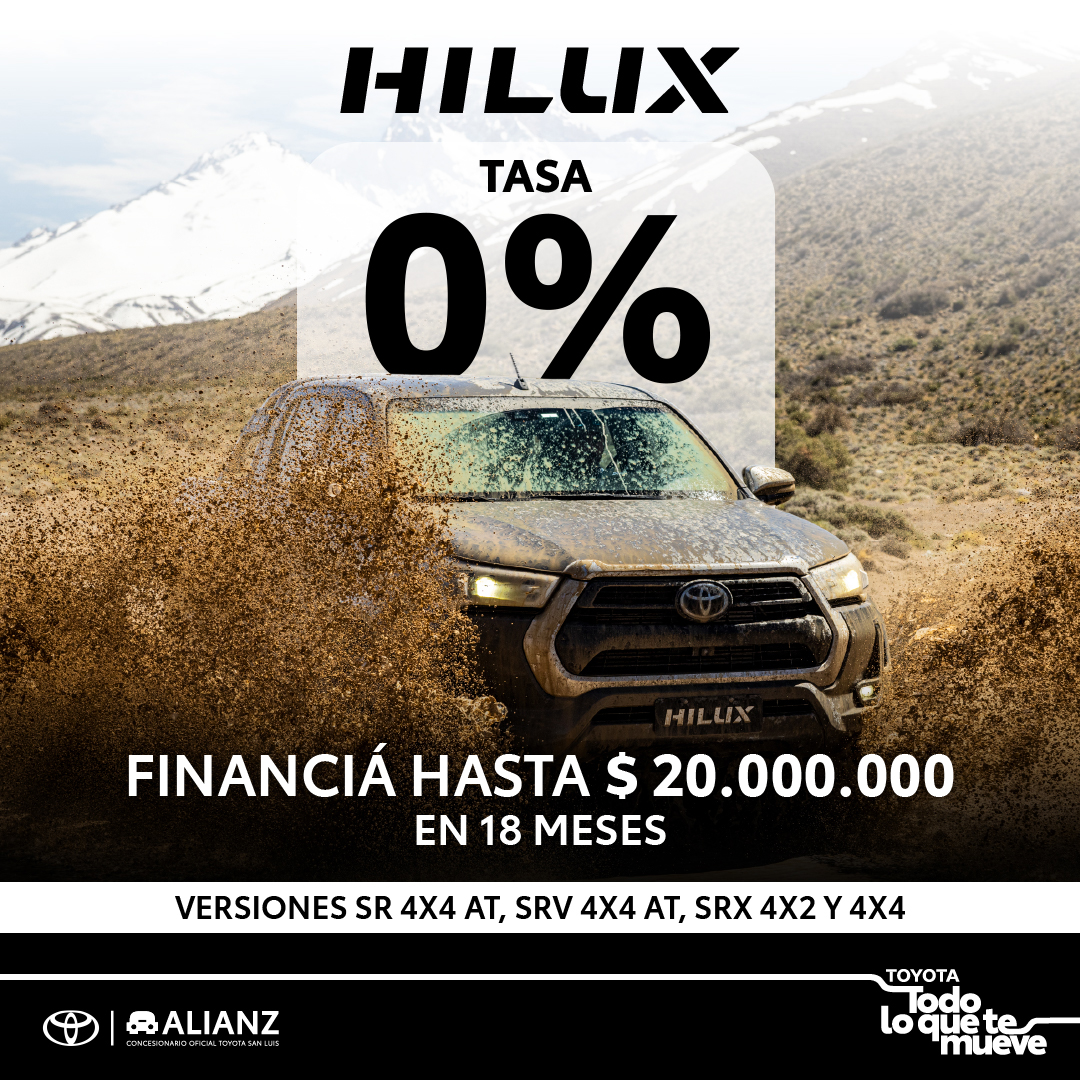 HILUX
TASA
0%
HILUX
FINANCIÁ HASTA $ 20.000.000
EN 18 MESES
VERSIONES SR 4X4 AT, SRV 4X4 AT, SRX 4X2 Y 4X4
TOYOTA
Todo
lo que te
mueve
ALIANZ
CONCESIONARIO OFICIAL TOYOTA SAN LUIS